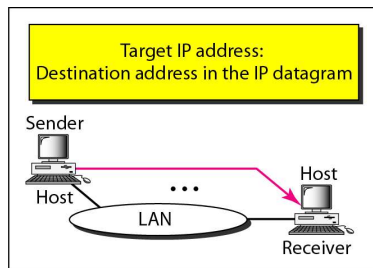 Target IP address:
Destination address in the IP datagram
Sender
Host
Host
...
LAN
Receiver